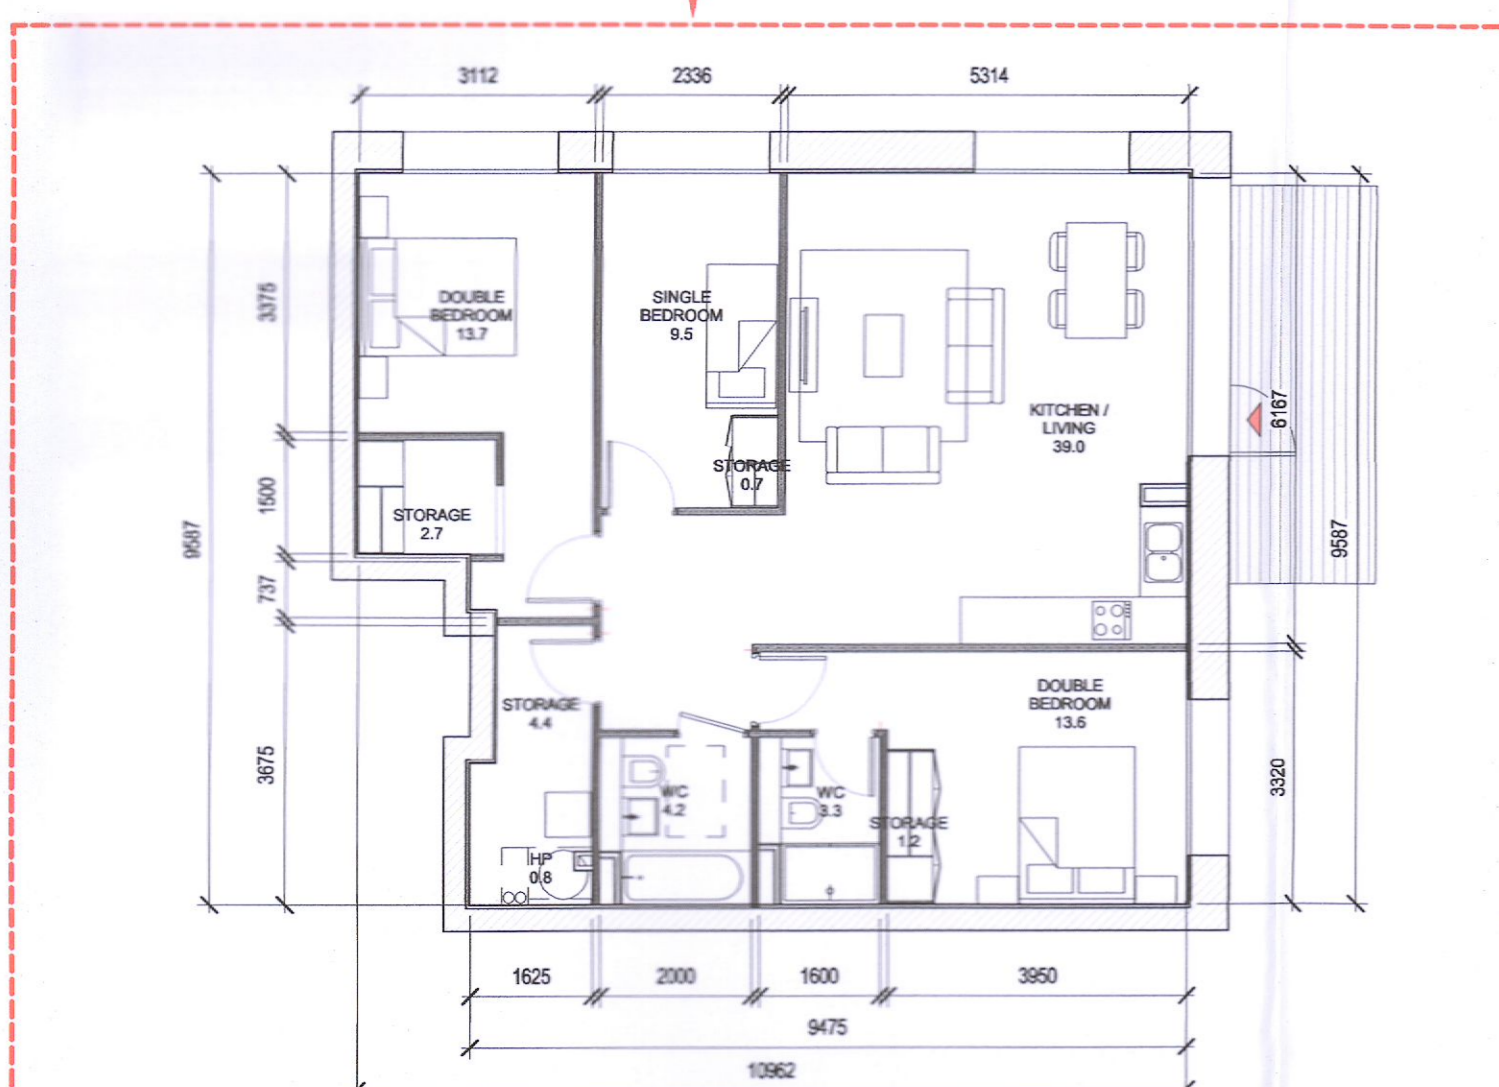 3112
2336
5314
3375
1500
737
3675
9587
DOUBLE
BEDROOM
13.7
SINGLE
BEDROOM
9.5
STORAGE
0.7
KITCHEN /
LIVING
39.0
6167
9587
3320
STORAGE
2.7
STORAGE
4.4
DOUBLE
BEDROOM
13.6
WC
4.2
WC
3.3
STORAGE
1.2
HP
0.8
1625
2000
1600
3950
9475
10962